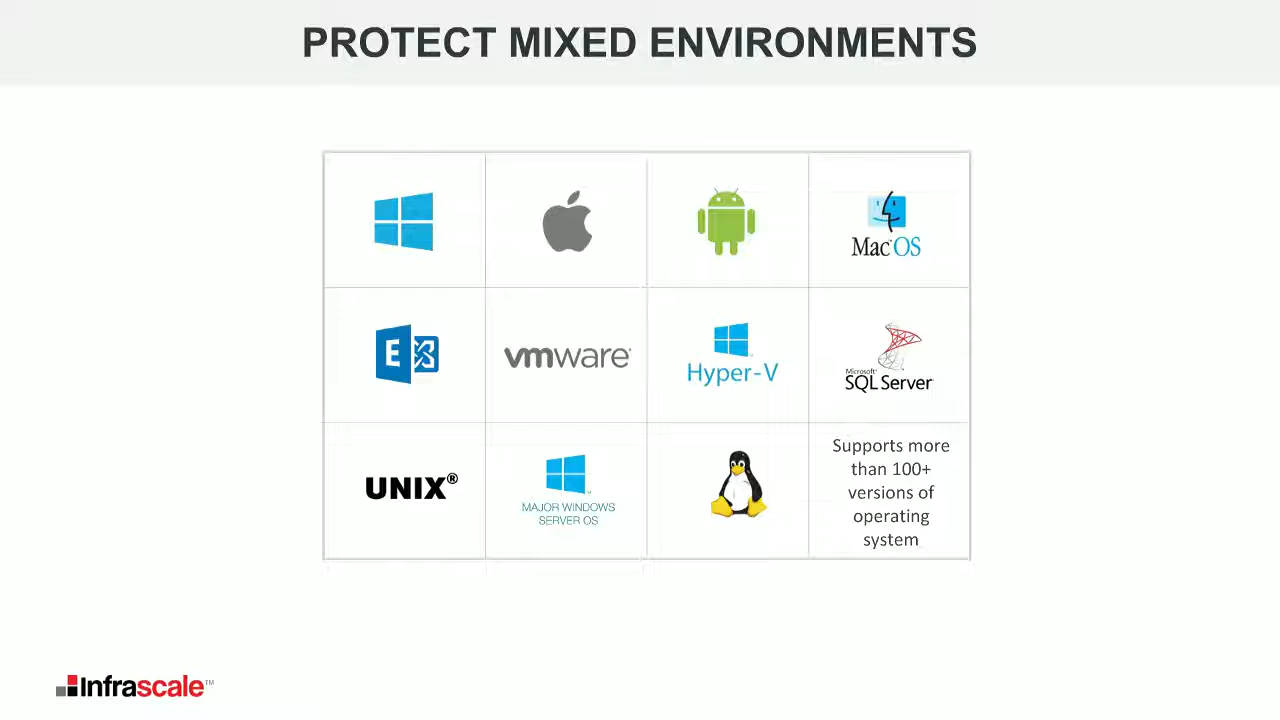 PROTECT MIXED ENVIRONMENTS
Mac OS
E
vmware
Hyper-V
Microsoft
SQL Server
UNIX®
MAJOR WINDOWS
SERVER OS
Supports more
than 100+
versions of
operating
system
Infrascale™